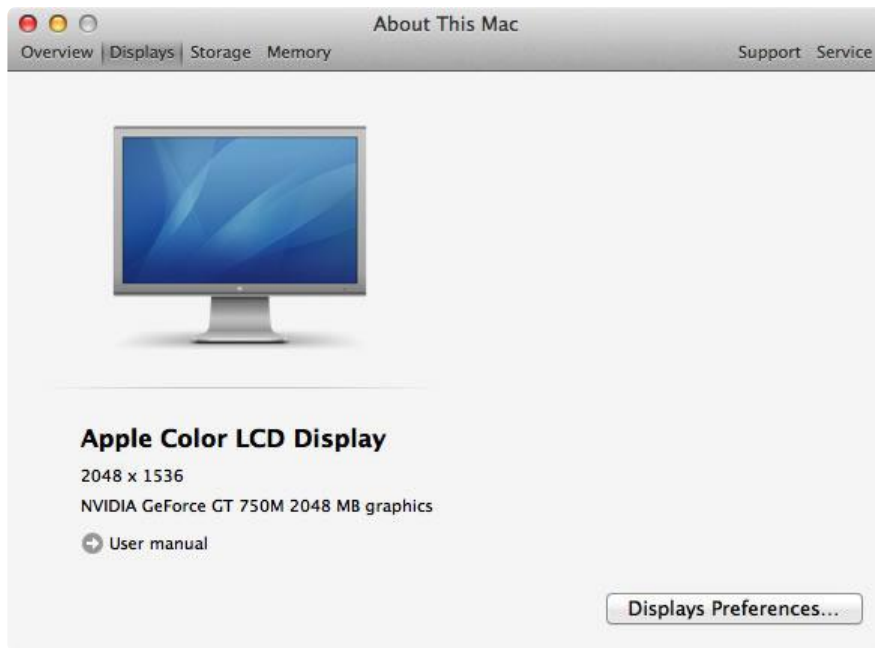 About This Mac
Overview Displays Storage Memory Support Service
Apple Color LCD Display
2048 x 1536
NVIDIA GeForce GT 750M 2048 MB graphics
User manual
Displays Preferences...